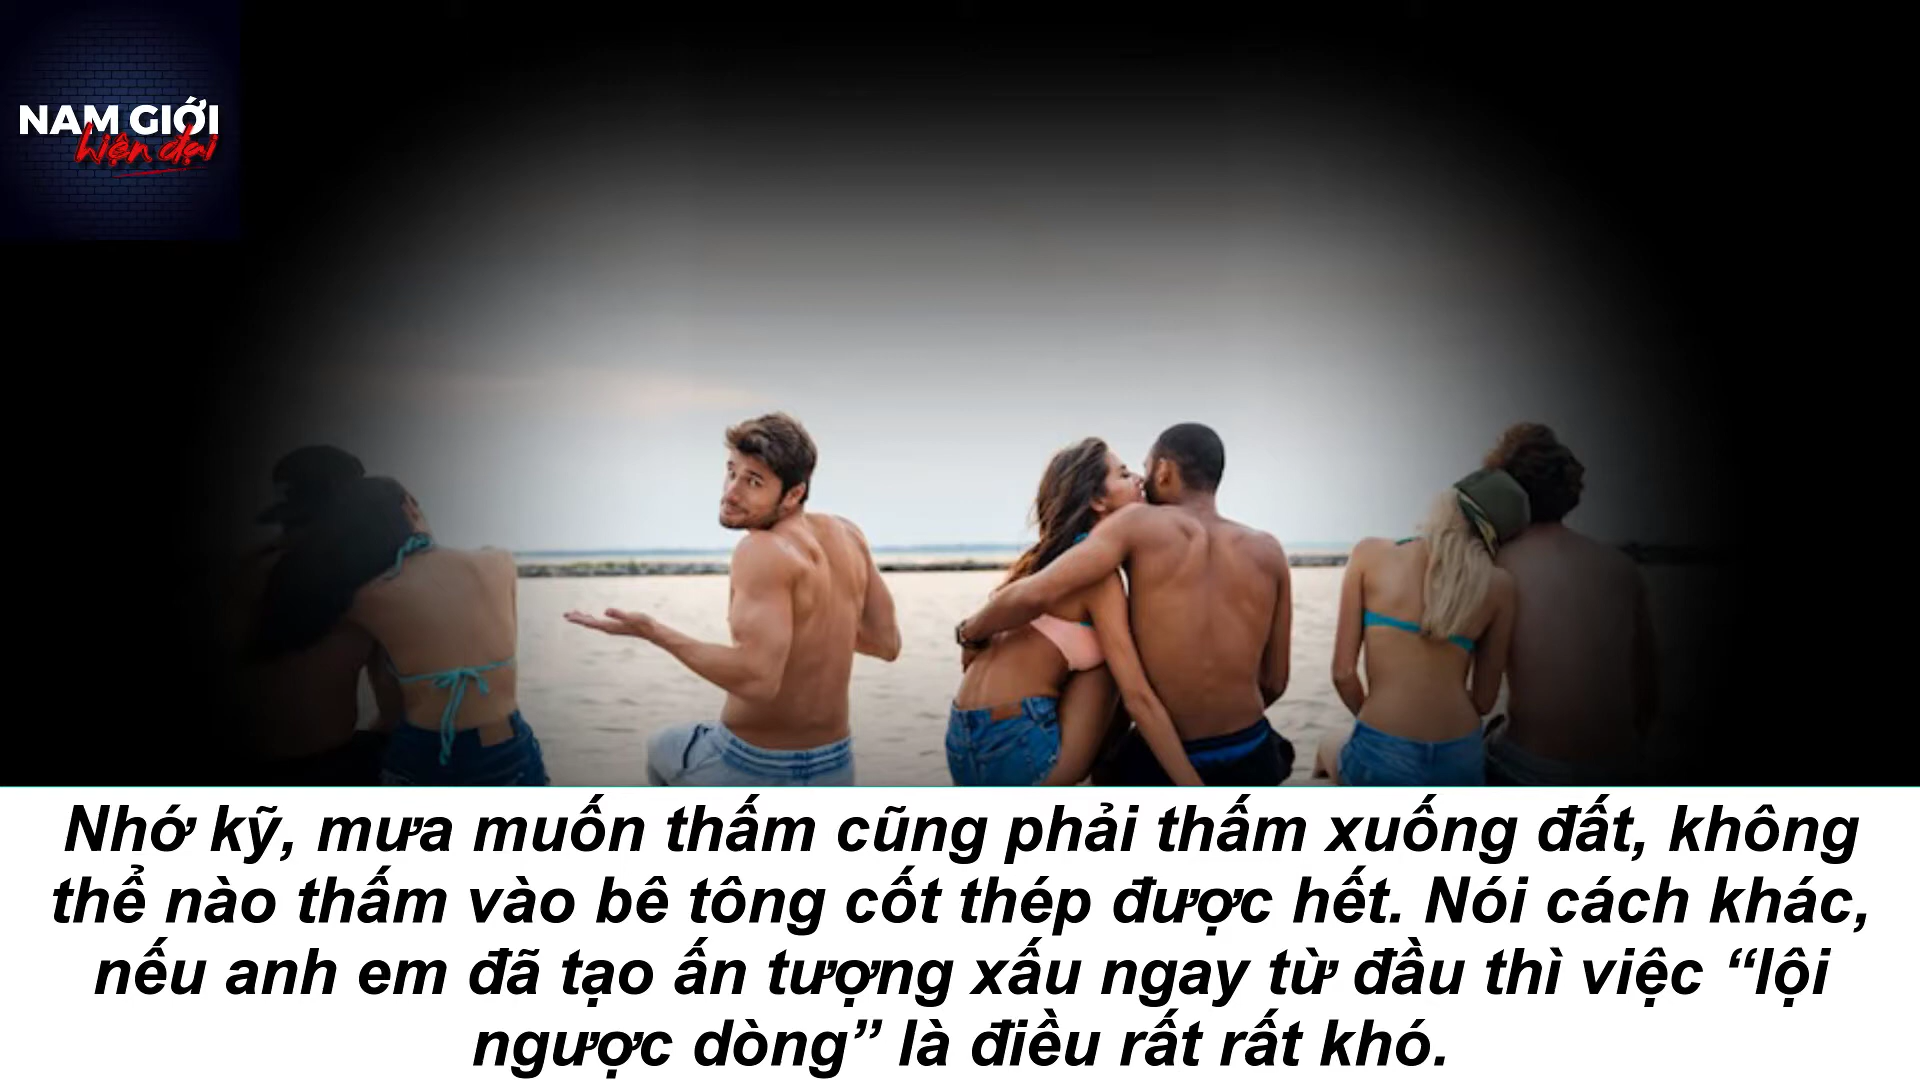 NAM GIỚI
hiện đại
Nhớ kỹ, mưa muốn thấm cũng phải thấm xuống đất, không
thể nào thấm vào bê tông cốt thép được hết. Nói cách khác,
nếu anh em đã tạo ấn tượng xấu ngay từ đầu thì việc “lội
ngược dòng” là điều rất rất khó.